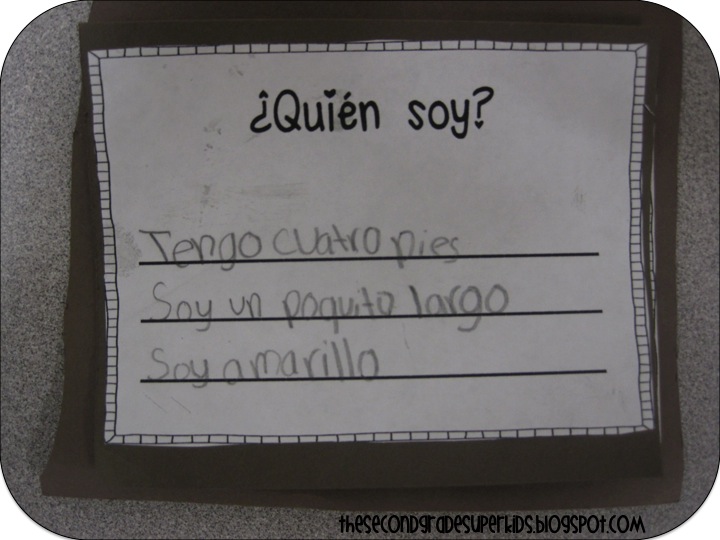 ¿Quién soy?
Tengo cuatro pies
Soy un poquito largo
Soy amarillo
thesecondgradesuperkids.blogspot.com